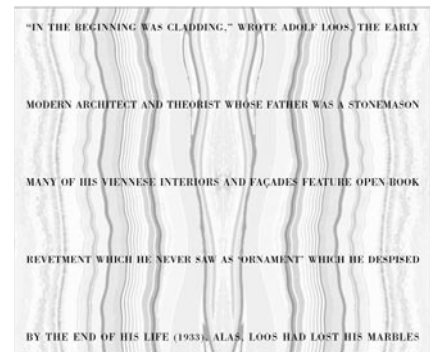 “IN THE BEGINNING WAS CLADDING,” WROTE ADOLF LOOS, THE EARLY
MODERN ARCHITECT AND THEORIST WHOSE FATHER WAS A STONEMASON
MANY OF HIS VIENNESE INTERIORS AND FAÇADES FEATURE OPEN-BOOK
REVETMENT WHICH HE NEVER SAW AS ‘ORNAMENT’ WHICH HE DESPISED
BY THE END OF HIS LIFE (1933), ALAS, LOOS HAD LOST HIS MARBLES